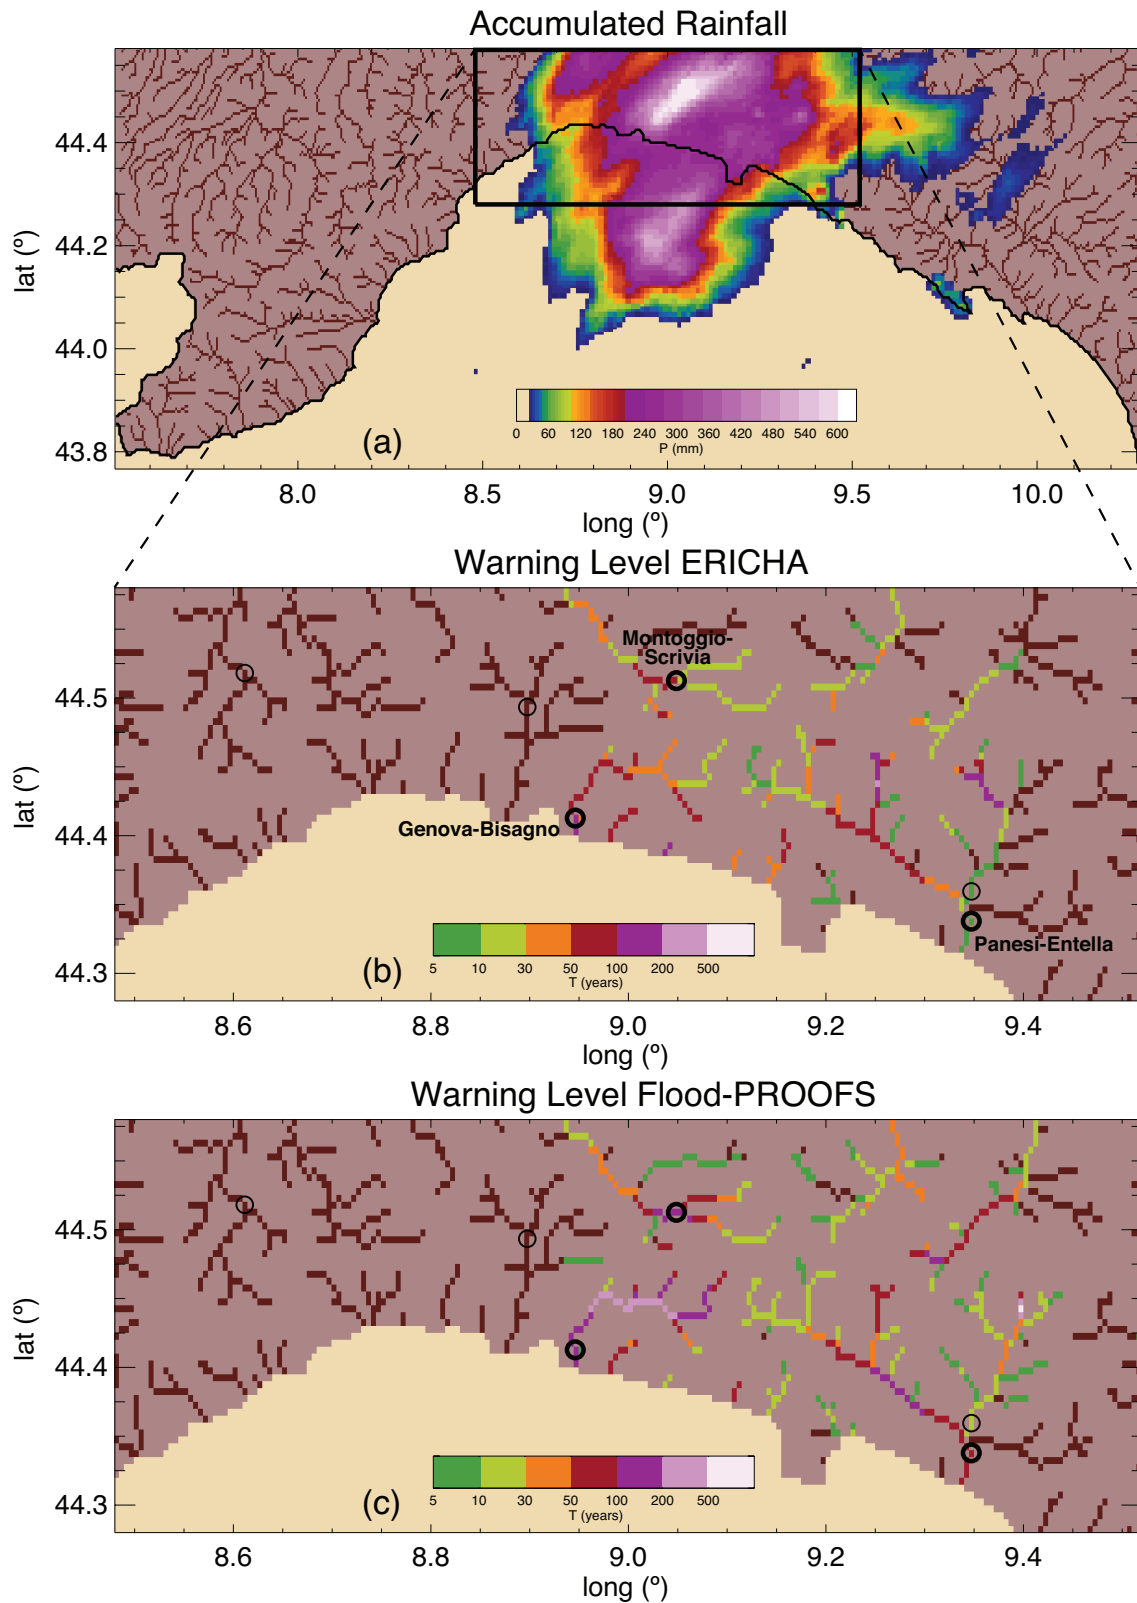 Accumulated Rainfall
44.4
44.2
44.0
43.8
lat (º)
(a)
0 60 120 180 240 300 360 420 480 540 600
P (mm)
8.0 8.5 9.0 9.5 10.0
long (º)
Warning Level ERICHA
Montoggio-
Scrivia
44.5
44.4
44.3
lat (º)
Genova-Bisagno
Panesi-Entella
(b)
5 10 30 50 100 200 500
T (years)
8.6 8.8 9.0 9.2 9.4
long (º)
Warning Level Flood-PROOFS
44.5
44.4
44.3
lat (º)
(c)
5 10 30 50 100 200 500
T (years)
8.6 8.8 9.0 9.2 9.4
long (º)